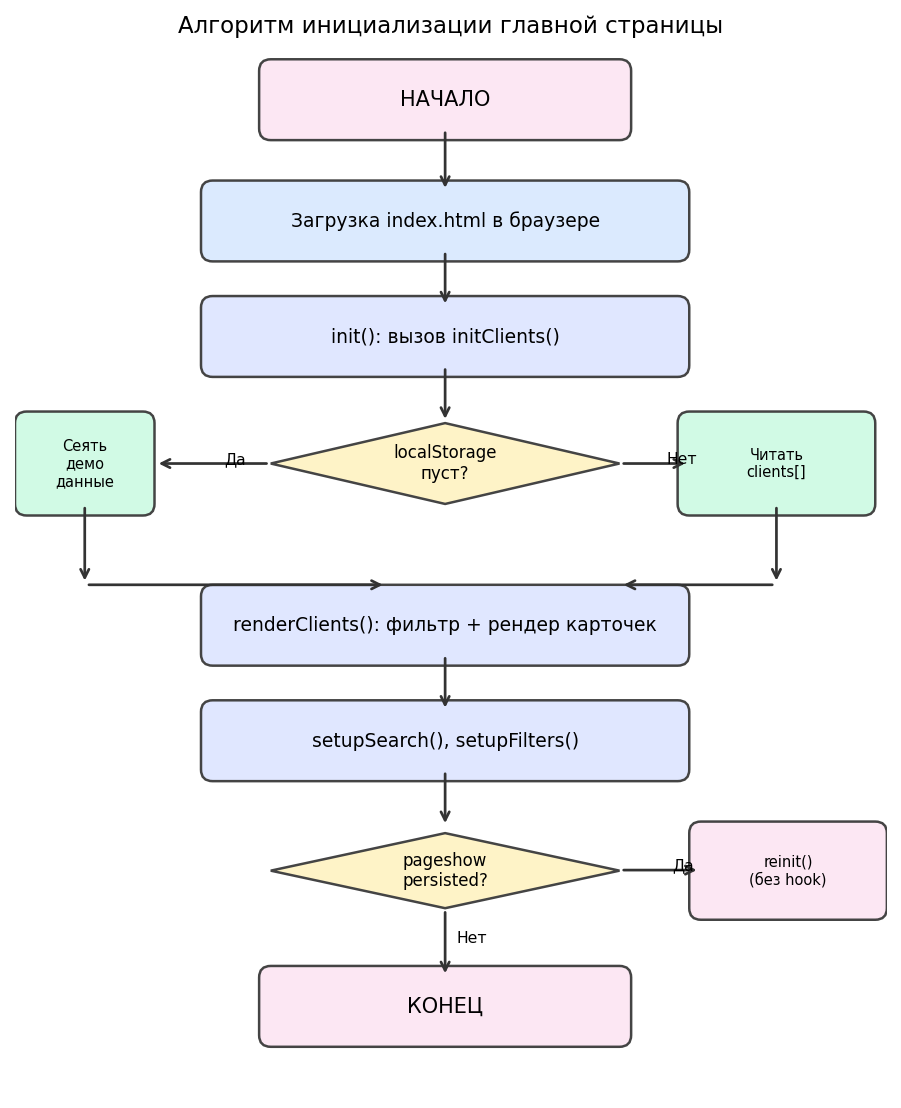 Алгоритм инициализации главной страницы
НАЧАЛО
Загрузка index.html в браузере
init(): вызов initClients()
Сеять
демо
данные
Да
localStorage
пуст?
Нет
Читать
clients[]
renderClients(): фильтр + рендер карточек
setupSearch(), setupFilters()
pageshow
persisted?
Да
reinit()
(без hook)
Нет
КОНЕЦ